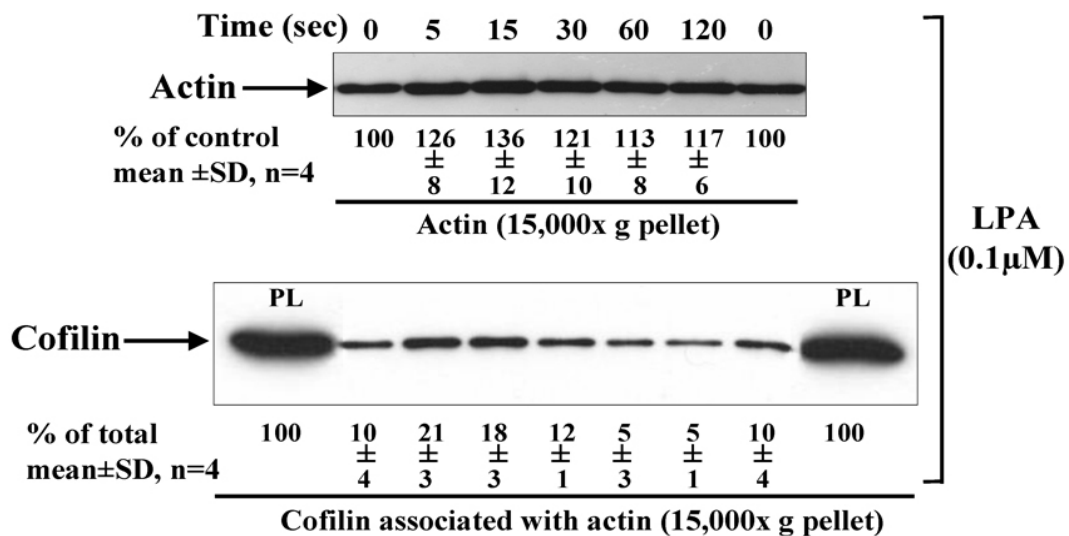 Time (sec) 0 5 15 30 60 120 0
Actin
% of control 100 126 136 121 113 117 100
mean ±SD, n=4 ± ± ± ± ±
8 12 10 8 6
Actin (15,000x g pellet)
LPA
(0.1μM)
PL PL
Cofilin
% of total 100 10 21 18 12 5 5 10 100
mean±SD, n=4 ± ± ± ± ± ± ±
4 3 3 1 3 1 4
Cofilin associated with actin (15,000x g pellet)